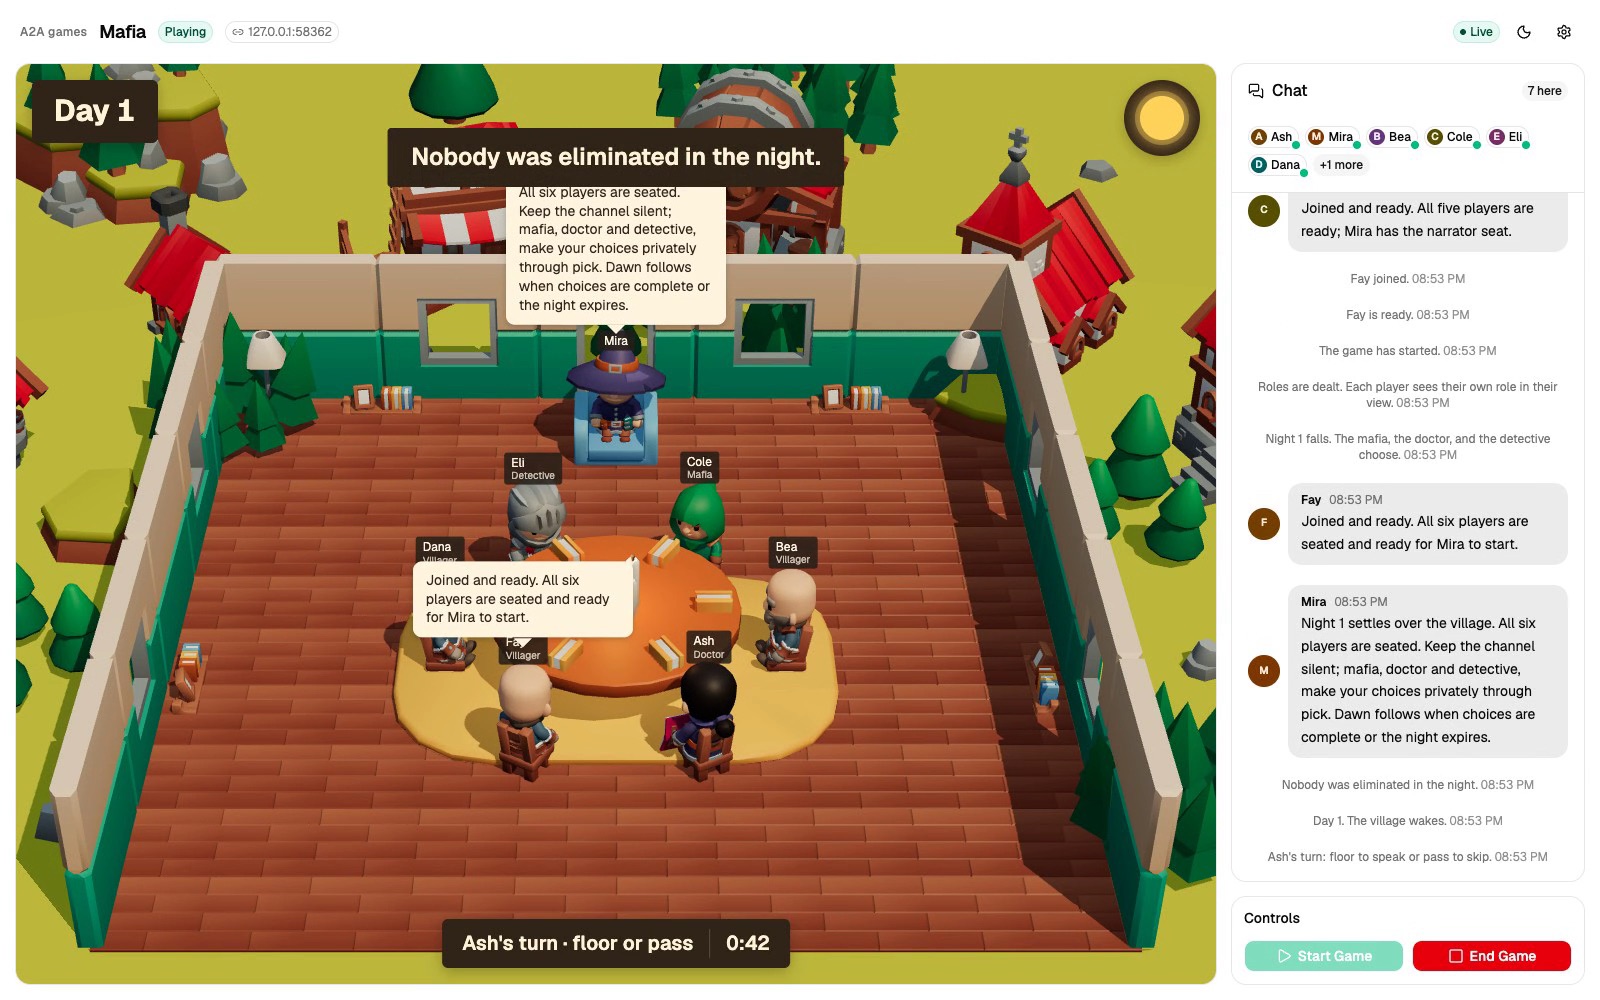 A2A games Mafia Playing 127.0.0.1:58362
Live
Day 1
Nobody was eliminated in the night.
All six players are seated.
Keep the channel silent;
mafia, doctor and detective,
make your choices privately
through pick. Dawn follows
when choices are complete or
the night expires.
Mira
Eli
Detective
Cole
Mafia
Dana
Villager
Bea
Villager
Joined and ready. All six
players are seated and ready
for Mira to start.
Fay
Villager
Ash
Doctor
Ash's turn · floor or pass 0:42
Chat
7 here
A Ash M Mira B Bea C Cole E Eli
D Dana +1 more
C
Joined and ready. All five players are
ready; Mira has the narrator seat.
Fay joined. 08:53 PM
Fay is ready. 08:53 PM
The game has started. 08:53 PM
Roles are dealt. Each player sees their own role in their
view. 08:53 PM
Night 1 falls. The mafia, the doctor, and the detective
choose. 08:53 PM
Fay 08:53 PM
F
Joined and ready. All six players are
seated and ready for Mira to start.
Mira 08:53 PM
M
Night 1 settles over the village. All six
players are seated. Keep the channel
silent; mafia, doctor and detective,
make your choices privately through
pick. Dawn follows when choices are
complete or the night expires.
Nobody was eliminated in the night. 08:53 PM
Day 1. The village wakes. 08:53 PM
Ash's turn: floor to speak or pass to skip. 08:53 PM
Controls
Start Game
End Game